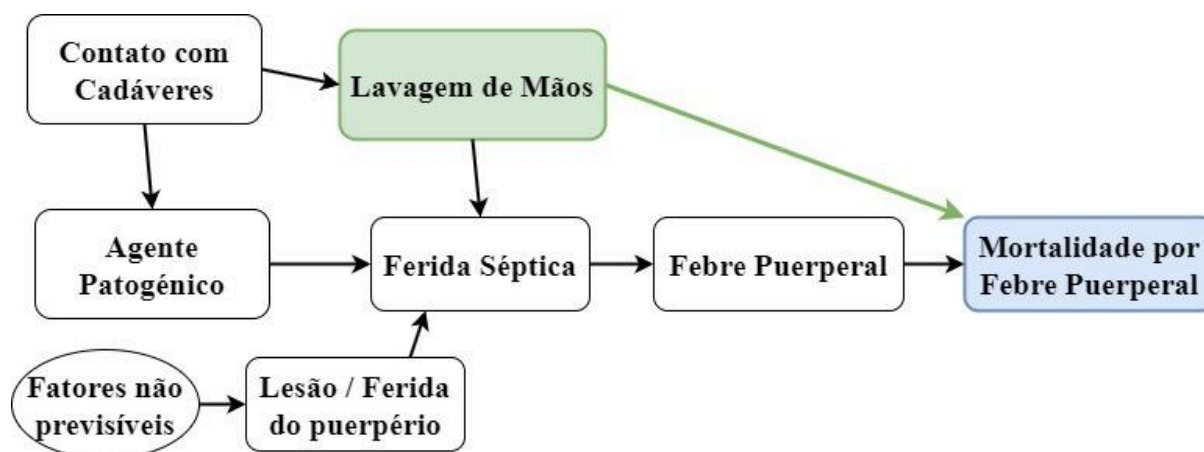 Contato com
Cadáveres
Lavagem de Mãos
Agente
Patogénico
Ferida Séptica
Febre Puerperal
Mortalidade por
Febre Puerperal
Fatores não
previsíveis
Lesão / Ferida
do puerpério